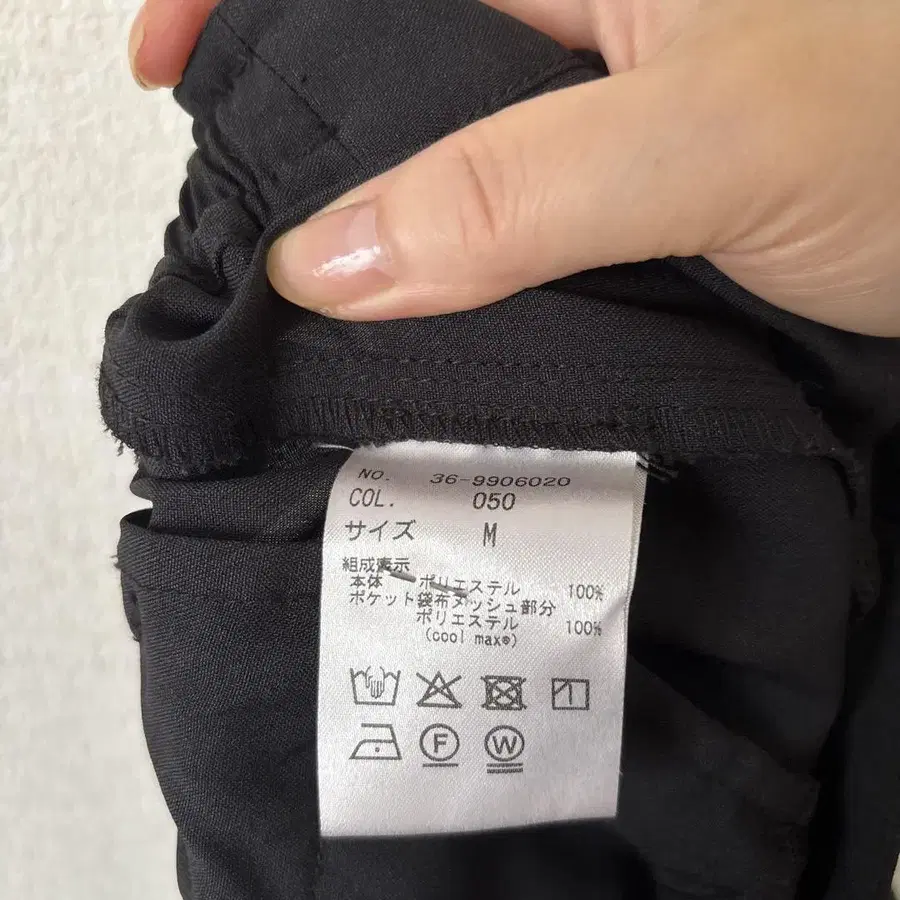 NO. 36-9906020
COL. 050
サイズ M
組成表示
本体 ポリエステル 100%
ポケット袋布メッシュ部分
ポリエステル 100%
(cool max®)
F W